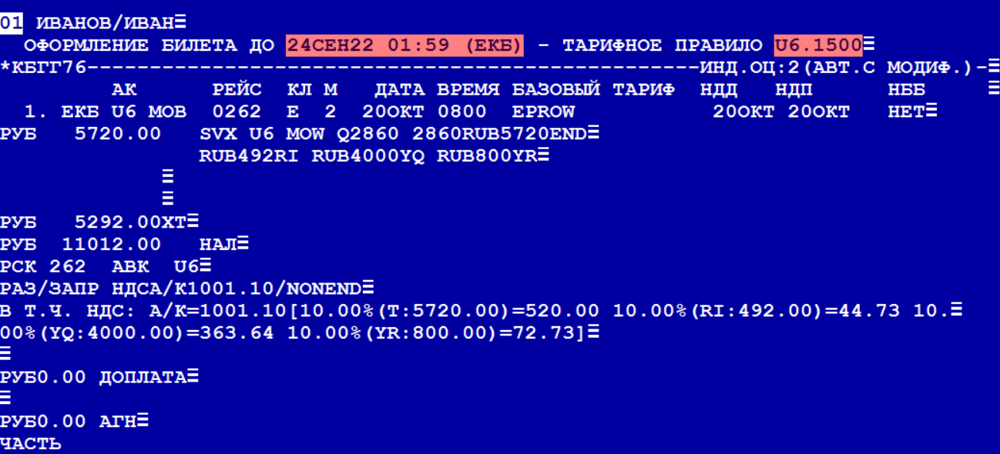 01 ИВАНОВ/ИВАН
ОФОРМЛЕНИЕ БИЛЕТА ДО 24СЕН22 01:59 (ЕКБ) - ТАРИФНОЕ ПРАВИЛО U6.1500
*КБГГ76-------------------------------------------------ИНД.ОЦ:2(АВТ.С МОДИФ.)-
АК РЕЙС КЛ М ДАТА ВРЕМЯ БАЗОВЫЙ ТАРИФ НДД НДП НББ
1. ЕКБ U6 МОВ 0262 Е 2 20ОКТ 0800 EPROW 20ОКТ 20ОКТ НЕТ
РУБ 5720.00 SVX U6 MOW Q2860 2860RUB5720END
RUB492RI RUB4000YQ RUB800YR
РУБ 5292.00ХТ
РУБ 11012.00 НАЛ
РСК 262 АВК U6
РАЗ/ЗАПР НДСА/К1001.10/NONEND
В Т.Ч. НДС: А/К=1001.10[10.00%(Т:5720.00)=520.00 10.00%(RI:492.00)=44.73 10.
00%(YQ:4000.00)=363.64 10.00%(YR:800.00)=72.73]
РУБ0.00 ДОПЛАТА
РУБ0.00 АГН
ЧАСТЬ